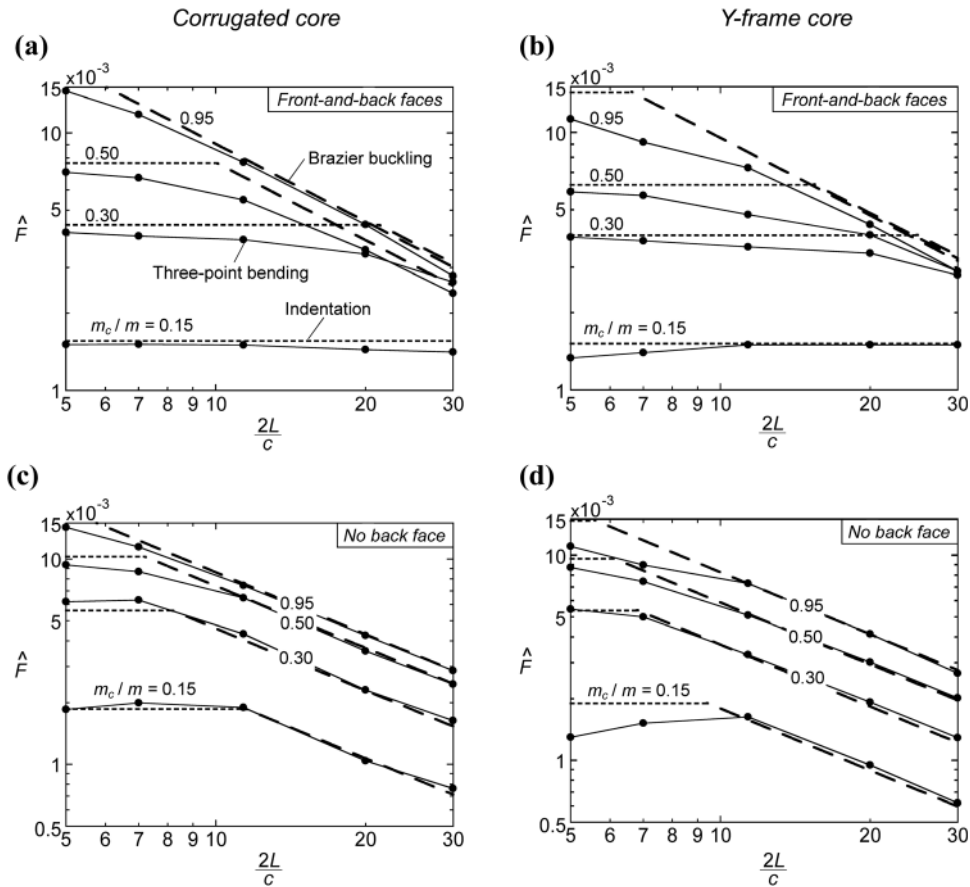 Corrugated core
Y-frame core
(a)
×10⁻³
15
10
5
1
F̂
Front-and-back faces
0.95
0.50
Brazier buckling
0.30
Three-point bending
Indentation
m_c / m = 0.15
5 6 7 8 9 10 20 30
2L
c
(b)
×10⁻³
15
10
5
1
F̂
Front-and-back faces
0.95
0.50
0.30
m_c / m = 0.15
5 6 7 8 9 10 20 30
2L
c
(c)
×10⁻³
15
10
5
1
0.5
F̂
No back face
0.95
0.50
0.30
m_c / m = 0.15
5 6 7 8 9 10 20 30
2L
c
(d)
×10⁻³
15
10
5
1
0.5
F̂
No back face
0.95
0.50
0.30
m_c / m = 0.15
5 6 7 8 9 10 20 30
2L
c